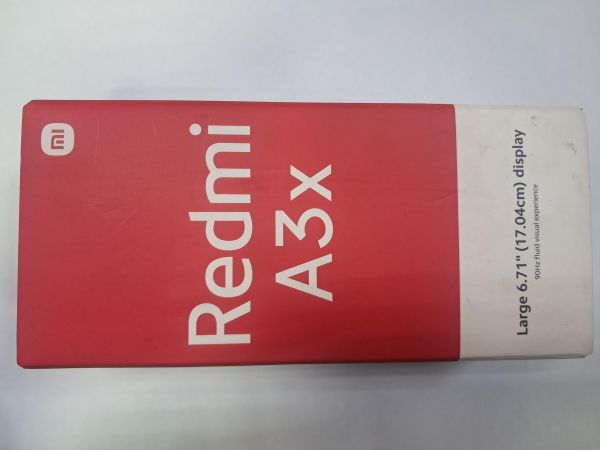 mi
Redmi
A3x
Large 6.71" (17.04cm) display
90Hz fluid visual experience